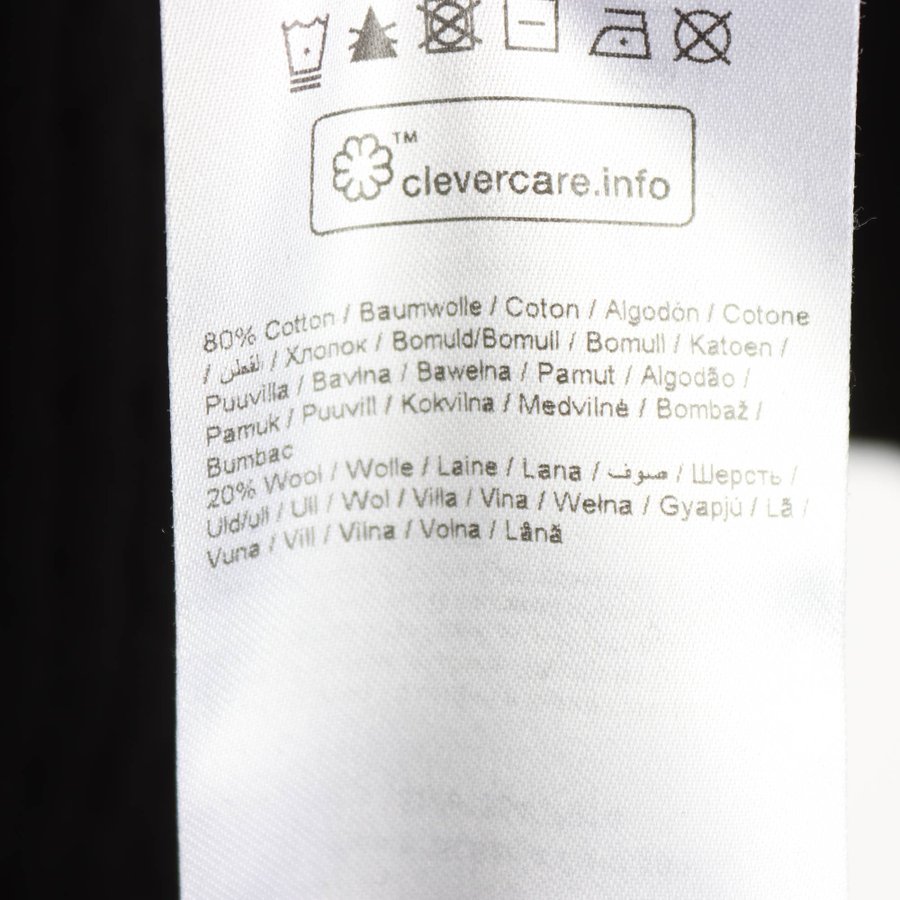 TM
clevercare.info
80% Cotton / Baumwolle / Coton / Algodón / Cotone
/ القطن / Хлопок / Bomuld/Bomull / Bomull / Katoen /
Puuvilla / Bavlna / Bawełna / Pamut / Algodão /
Pamuk / Puuvill / Kokvilna / Medvilnė / Bombaž /
Bumbac
20% Wool / Wolle / Laine / Lana / صوف / Шерсть /
Uld/ull / Ull / Wol / Villa / Vlna / Wełna / Gyapjú / Lã /
Vuna / Vill / Vilna / Volna / Lână